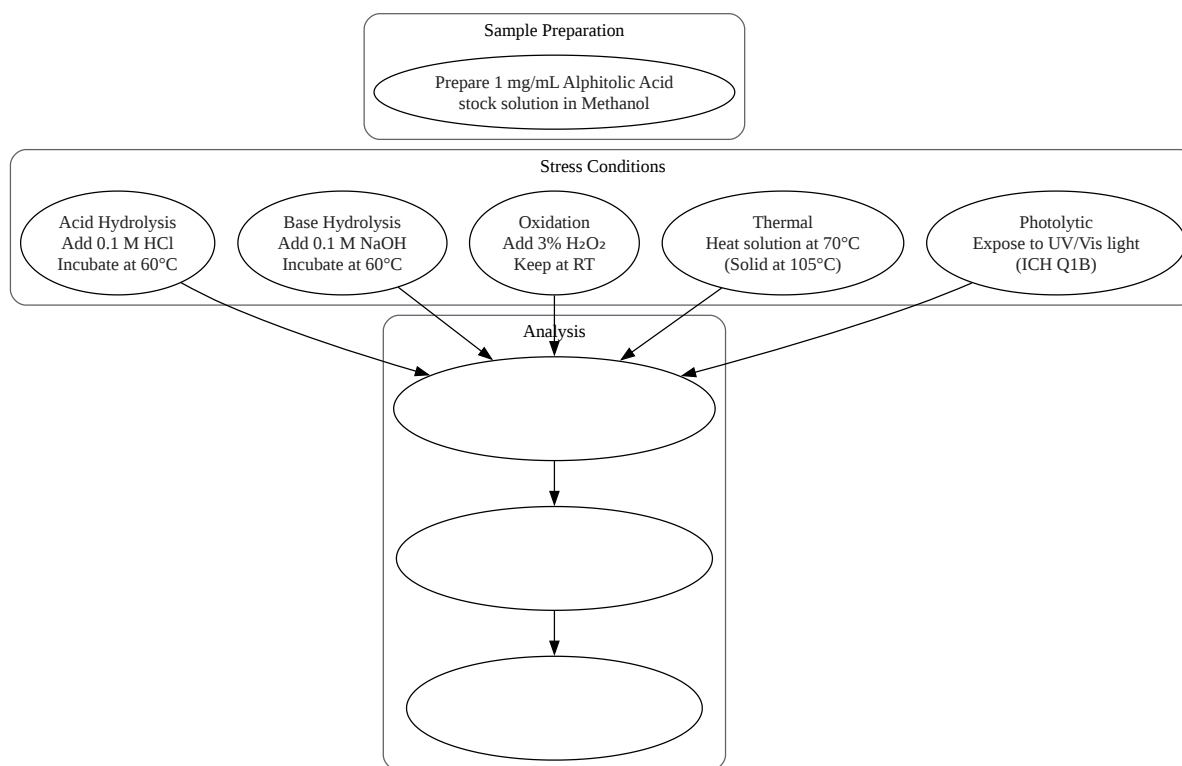 Sample Preparation
Prepare 1 mg/mL Alphitolic Acid
stock solution in Methanol
Stress Conditions
Acid Hydrolysis
Add 0.1 M HCl
Incubate at 60°C
Base Hydrolysis
Add 0.1 M NaOH
Incubate at 60°C
Oxidation
Add 3% H₂O₂
Keep at RT
Thermal
Heat solution at 70°C
(Solid at 105°C)
Photolytic
Expose to UV/Vis light
(ICH Q1B)
Analysis